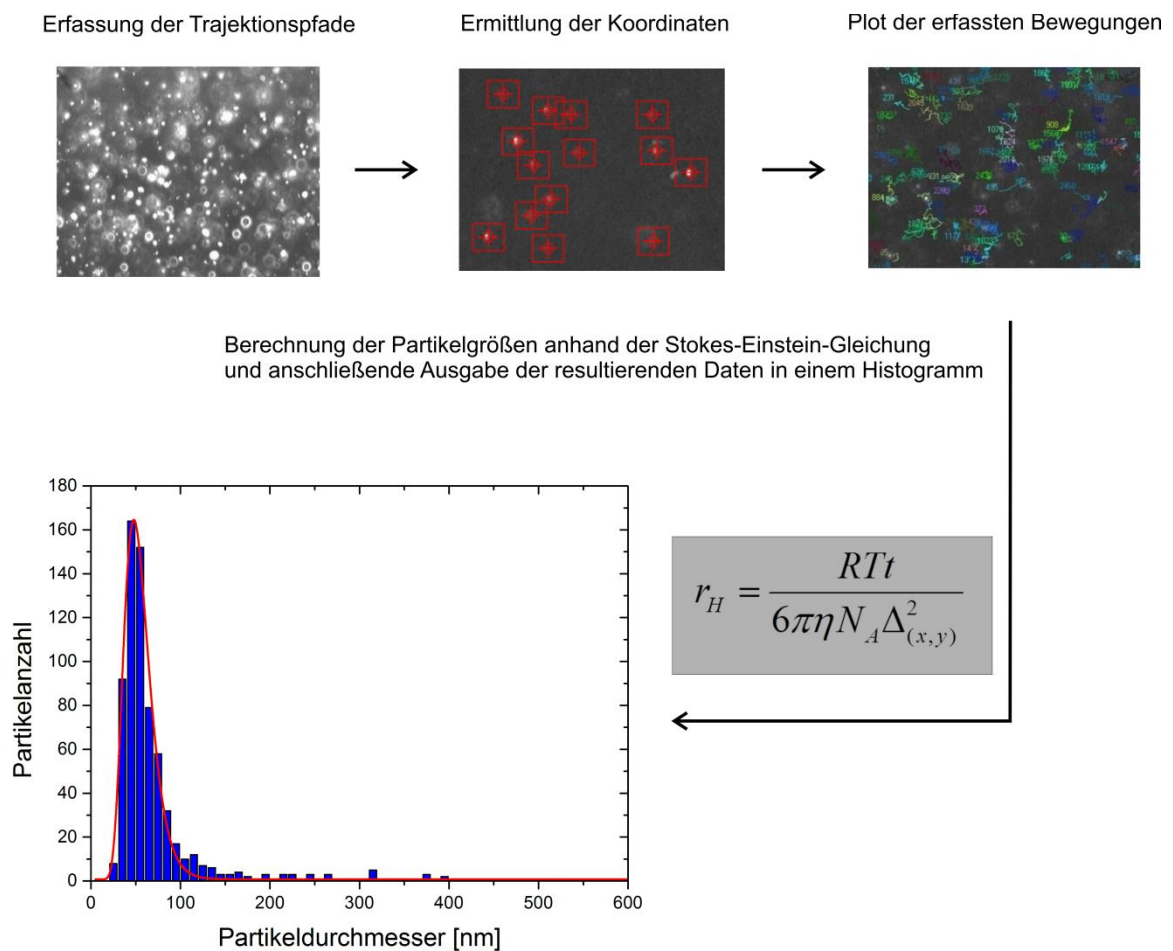 Erfassung der Trajektionspfade
Ermittlung der Koordinaten
Plot der erfassten Bewegungen
Berechnung der Partikelgrößen anhand der Stokes-Einstein-Gleichung
und anschließende Ausgabe der resultierenden Daten in einem Histogramm
180
160
140
120
100
80
60
40
20
0
Partikelanzahl
0 100 200 300 400 500 600
Partikeldurchmesser [nm]
r_H = RTt / 6πηN_AΔ²_(x,y)